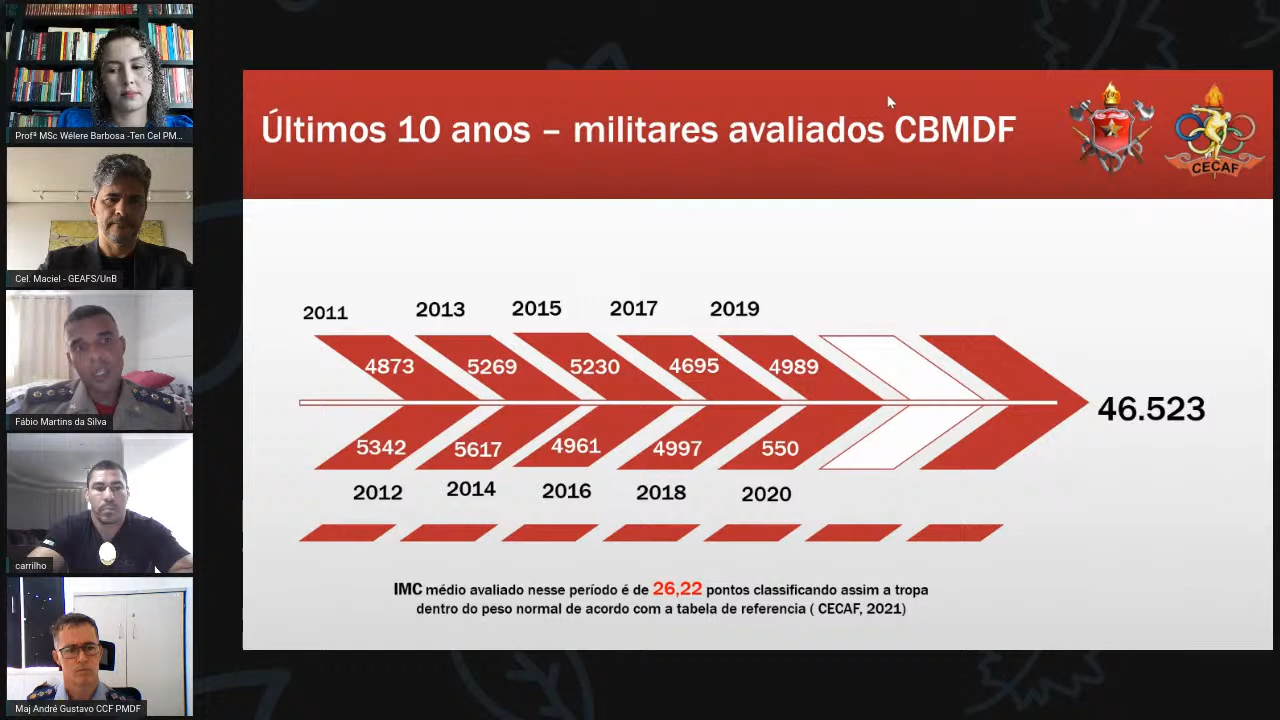 Profª MSc Wélere Barbosa -Ten Cel PM...
Cel. Maciel - GEAFS/UnB
Fábio Martins da Silva
carrilho
Maj André Gustavo CCF PMDF
Últimos 10 anos – militares avaliados CBMDF
CECAF
2011 2013 2015 2017 2019
4873 5269 5230 4695 4989
46.523
5342 5617 4961 4997 550
2012 2014 2016 2018 2020
IMC médio avaliado nesse período é de 26,22 pontos classificando assim a tropa
dentro do peso normal de acordo com a tabela de referencia ( CECAF, 2021)